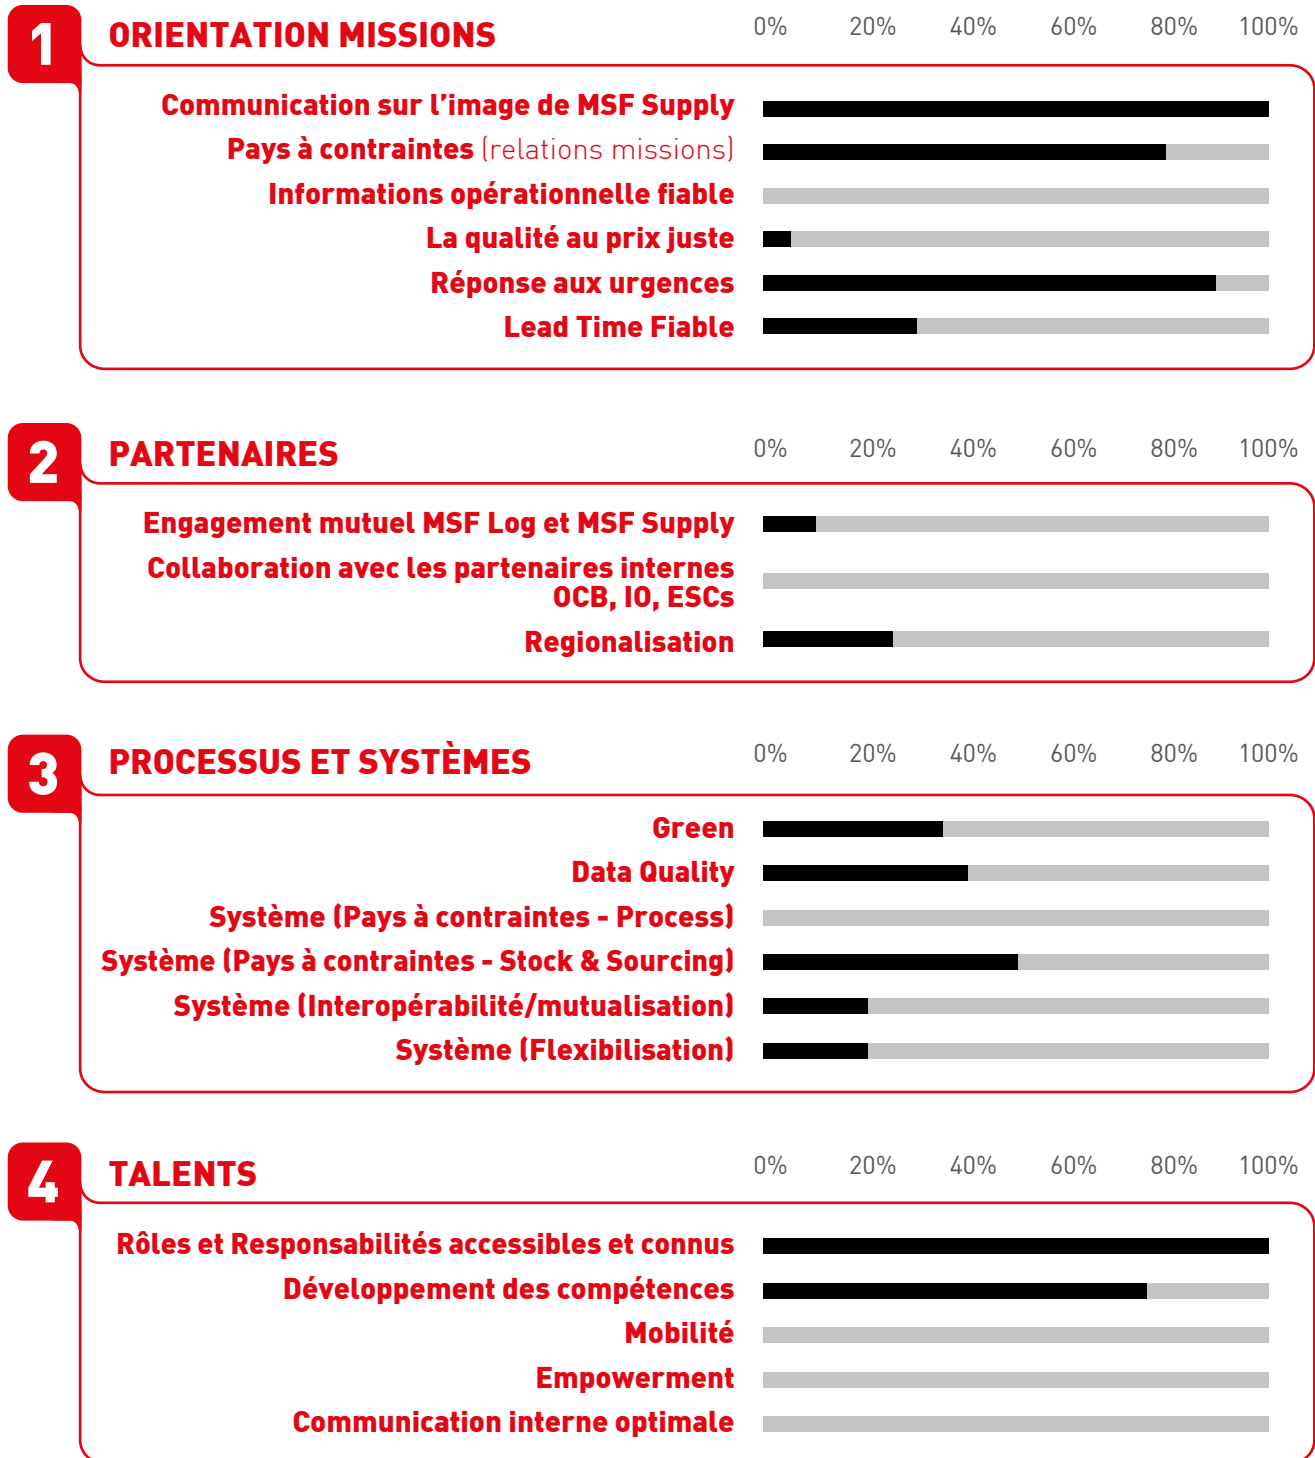 1
ORIENTATION MISSIONS
0% 20% 40% 60% 80% 100%
Communication sur l'image de MSF Supply
Pays à contraintes (relations missions)
Informations opérationnelle fiable
La qualité au prix juste
Réponse aux urgences
Lead Time Fiable
2
PARTENAIRES
0% 20% 40% 60% 80% 100%
Engagement mutuel MSF Log et MSF Supply
Collaboration avec les partenaires internes
OCB, IO, ESCs
Regionalisation
3
PROCESSUS ET SYSTÈMES
0% 20% 40% 60% 80% 100%
Green
Data Quality
Système (Pays à contraintes - Process)
Système (Pays à contraintes - Stock & Sourcing)
Système (Interopérabilité/mutualisation)
Système (Flexibilisation)
4
TALENTS
0% 20% 40% 60% 80% 100%
Rôles et Responsabilités accessibles et connus
Développement des compétences
Mobilité
Empowerment
Communication interne optimale